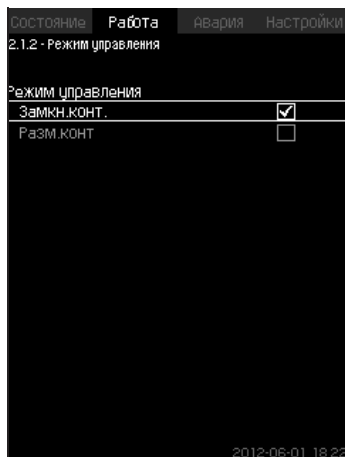 Состояние Работа Авария Настройки
2.1.2 - Режим управления
Режим управления
Замкн.конт.
Разм.конт
2012-06-01 18:22